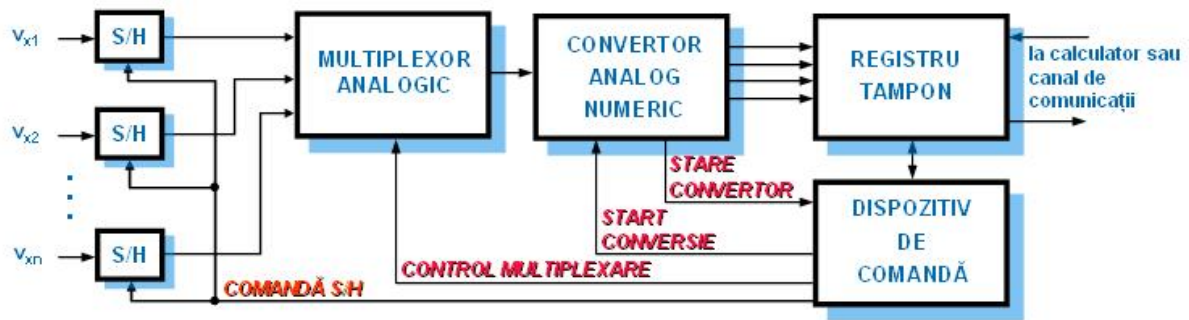 Vx1
S/H
MULTIPLEXOR
ANALOGIC
CONVERTOR
ANALOG
NUMERIC
REGISTRU
TAMPON
la calculator sau
canal de
comunicații
Vx2
S/H
STARE
CONVERTOR
DISPOZITIV
DE
COMANDĂ
START
CONVERSIE
Vxn
S/H
CONTROL MULTIPLEXARE
COMANDĂ S/H